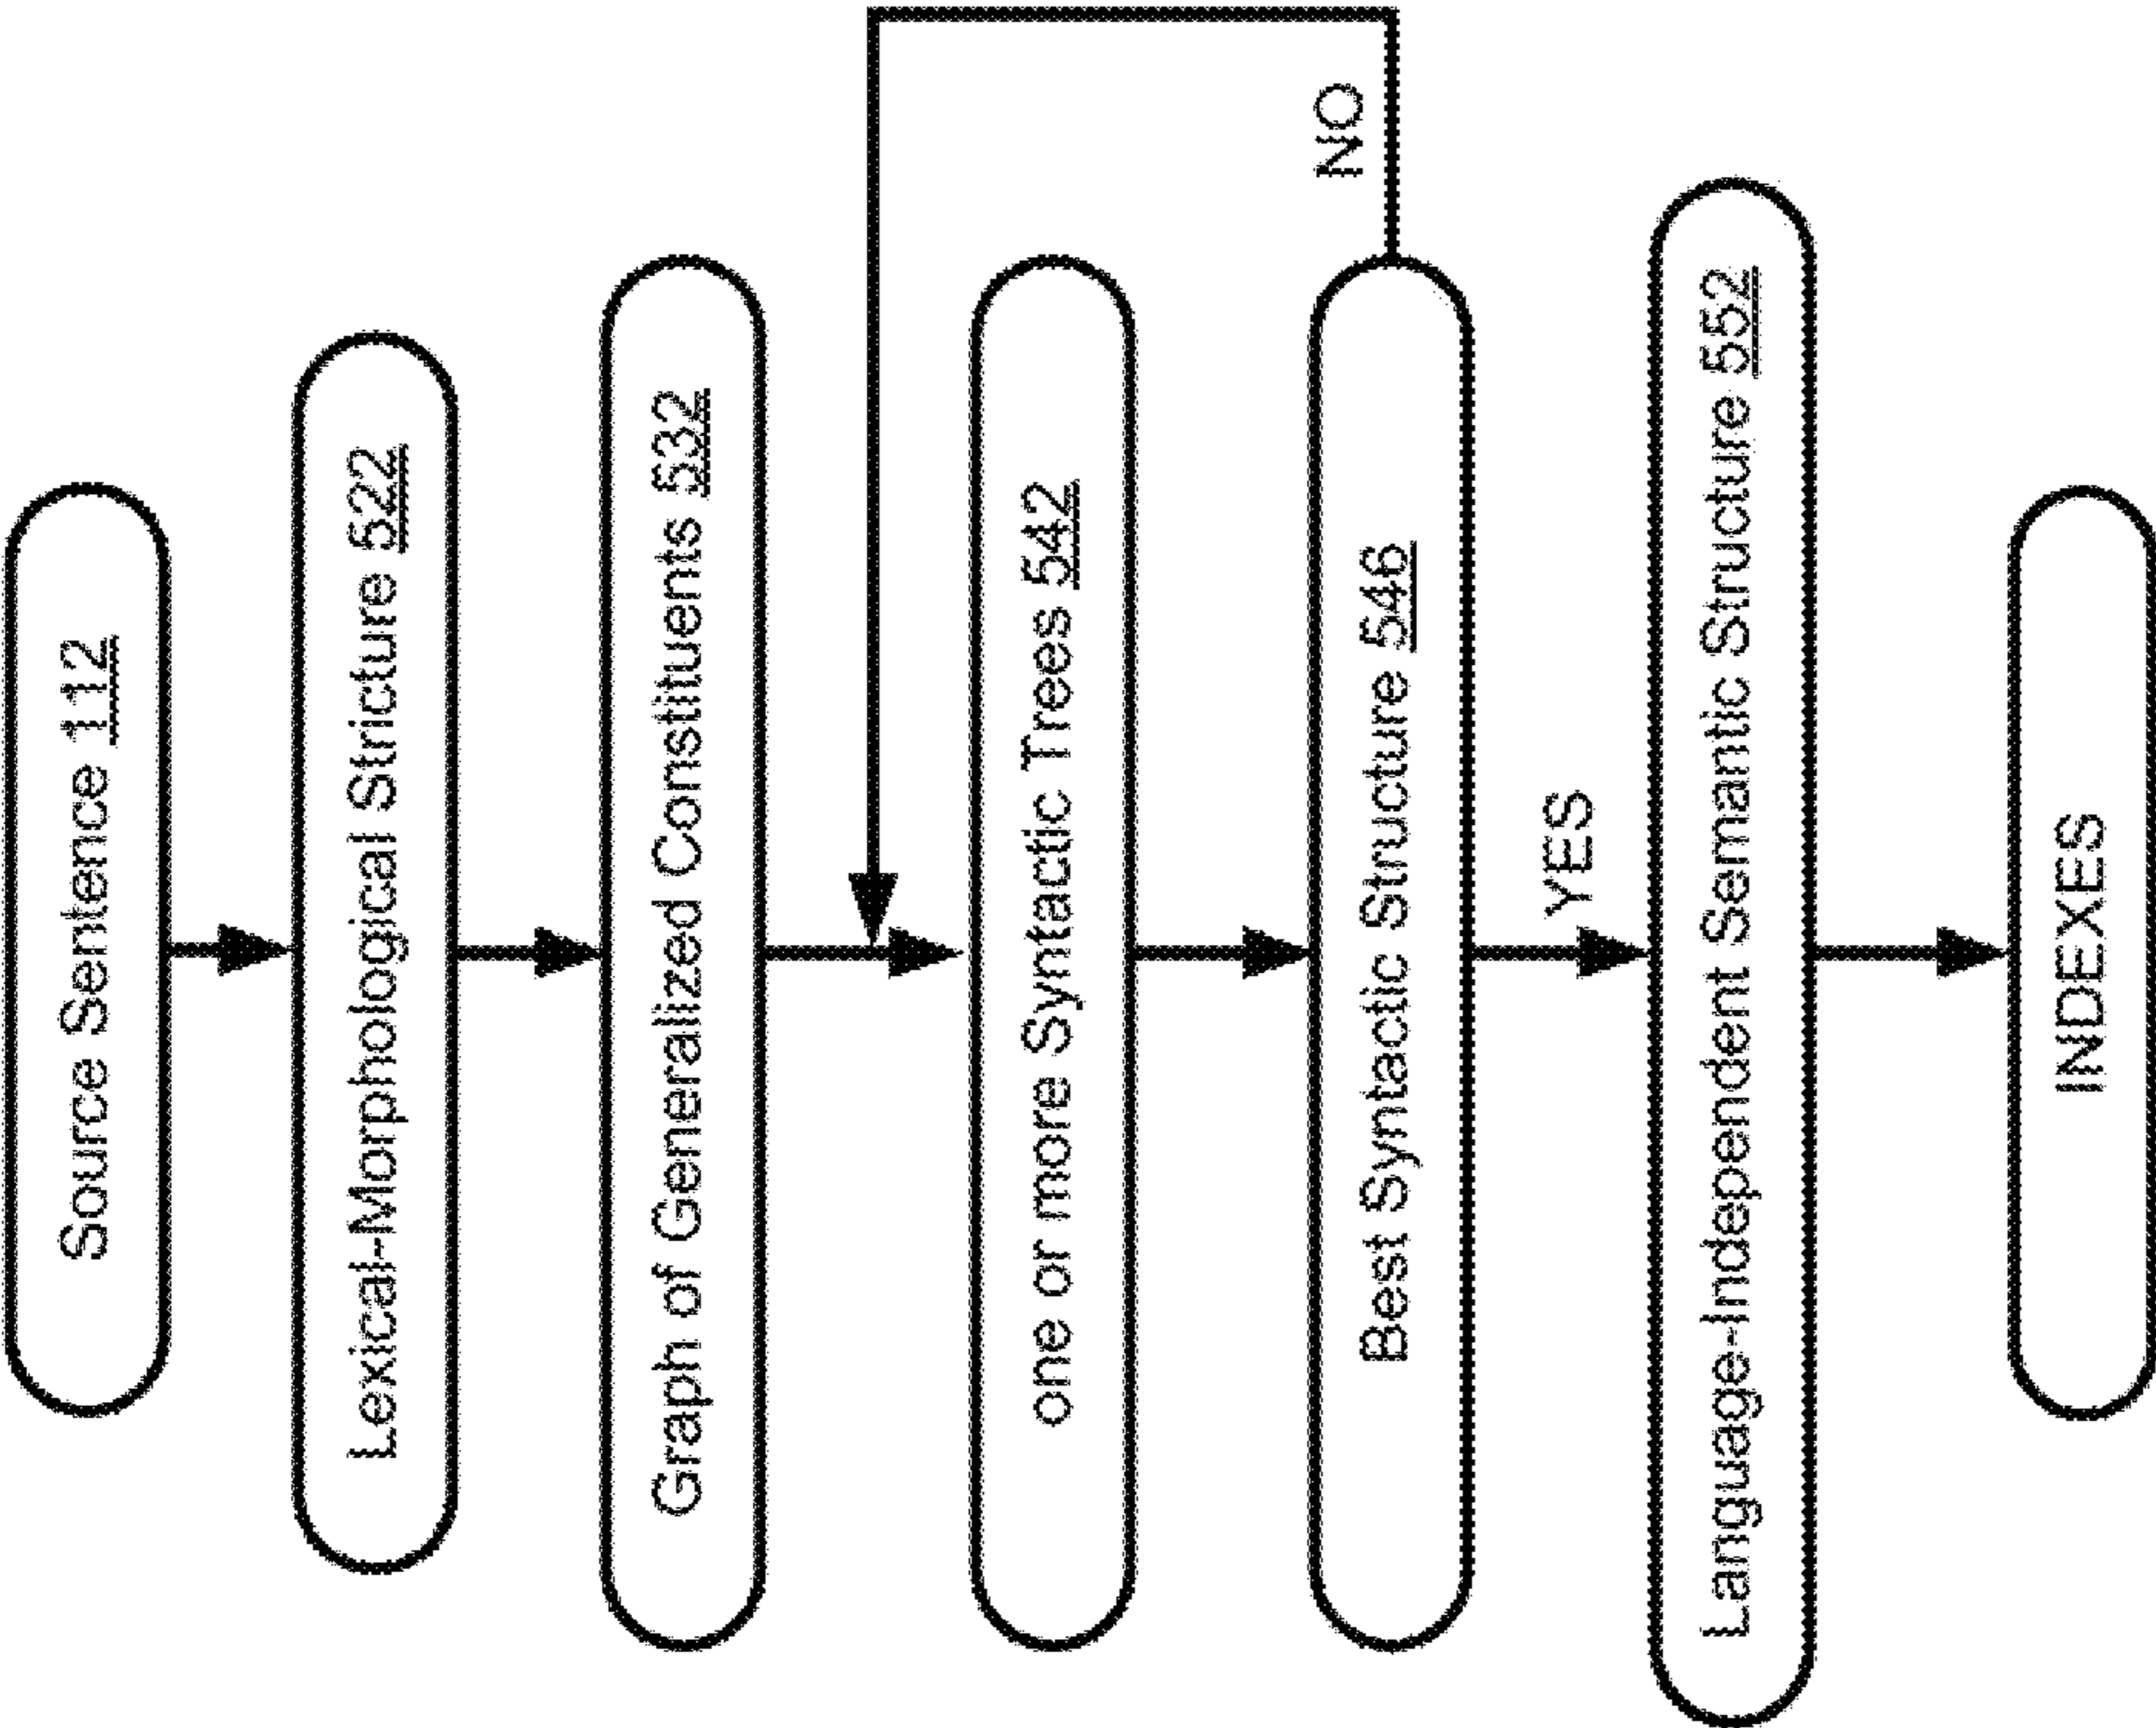 Source Sentence 112
Lexical-Morphological Stricture 522
Graph of Generalized Constituents 532
one or more Syntactic Trees 542
Best Syntactic Structure 546
NO
YES
Language-Independent Semantic Structure 552
INDEXES